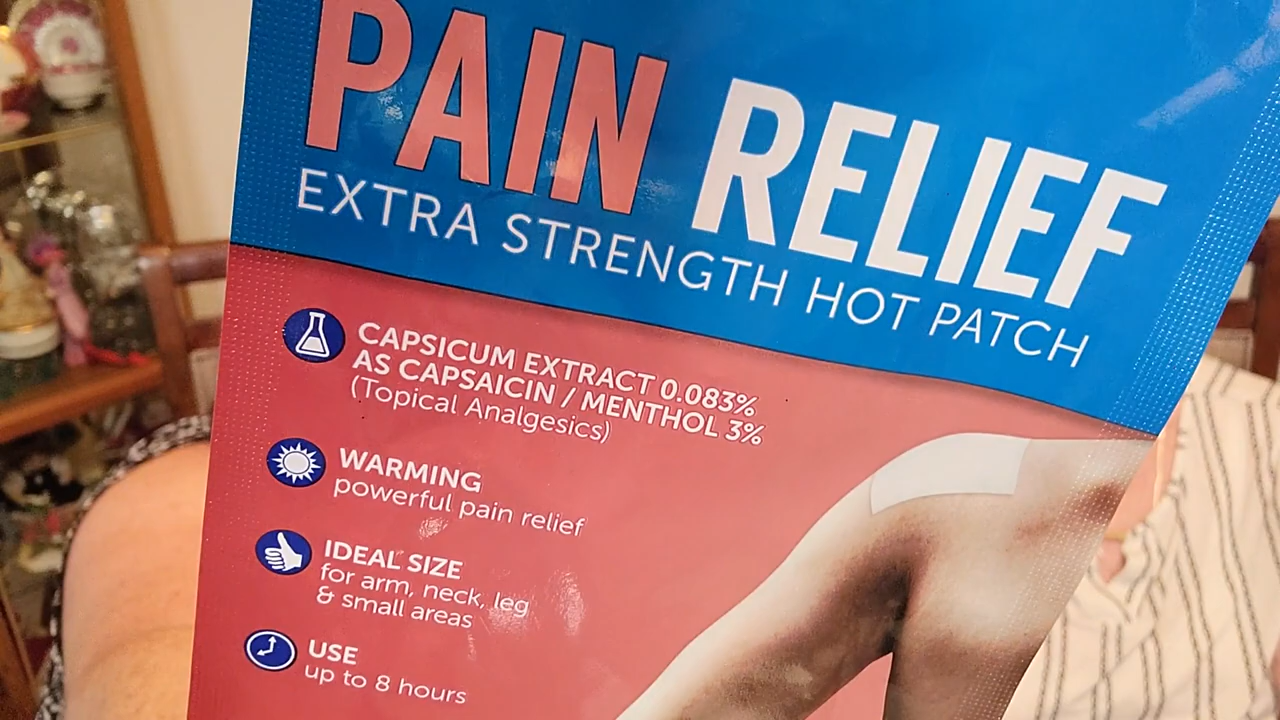 PAIN RELIEF
EXTRA STRENGTH HOT PATCH
CAPSICUM EXTRACT 0.083%
AS CAPSAICIN / MENTHOL 3%
(Topical Analgesics)
WARMING
powerful pain relief
IDEAL SIZE
for arm, neck, leg
& small areas
USE
up to 8 hours